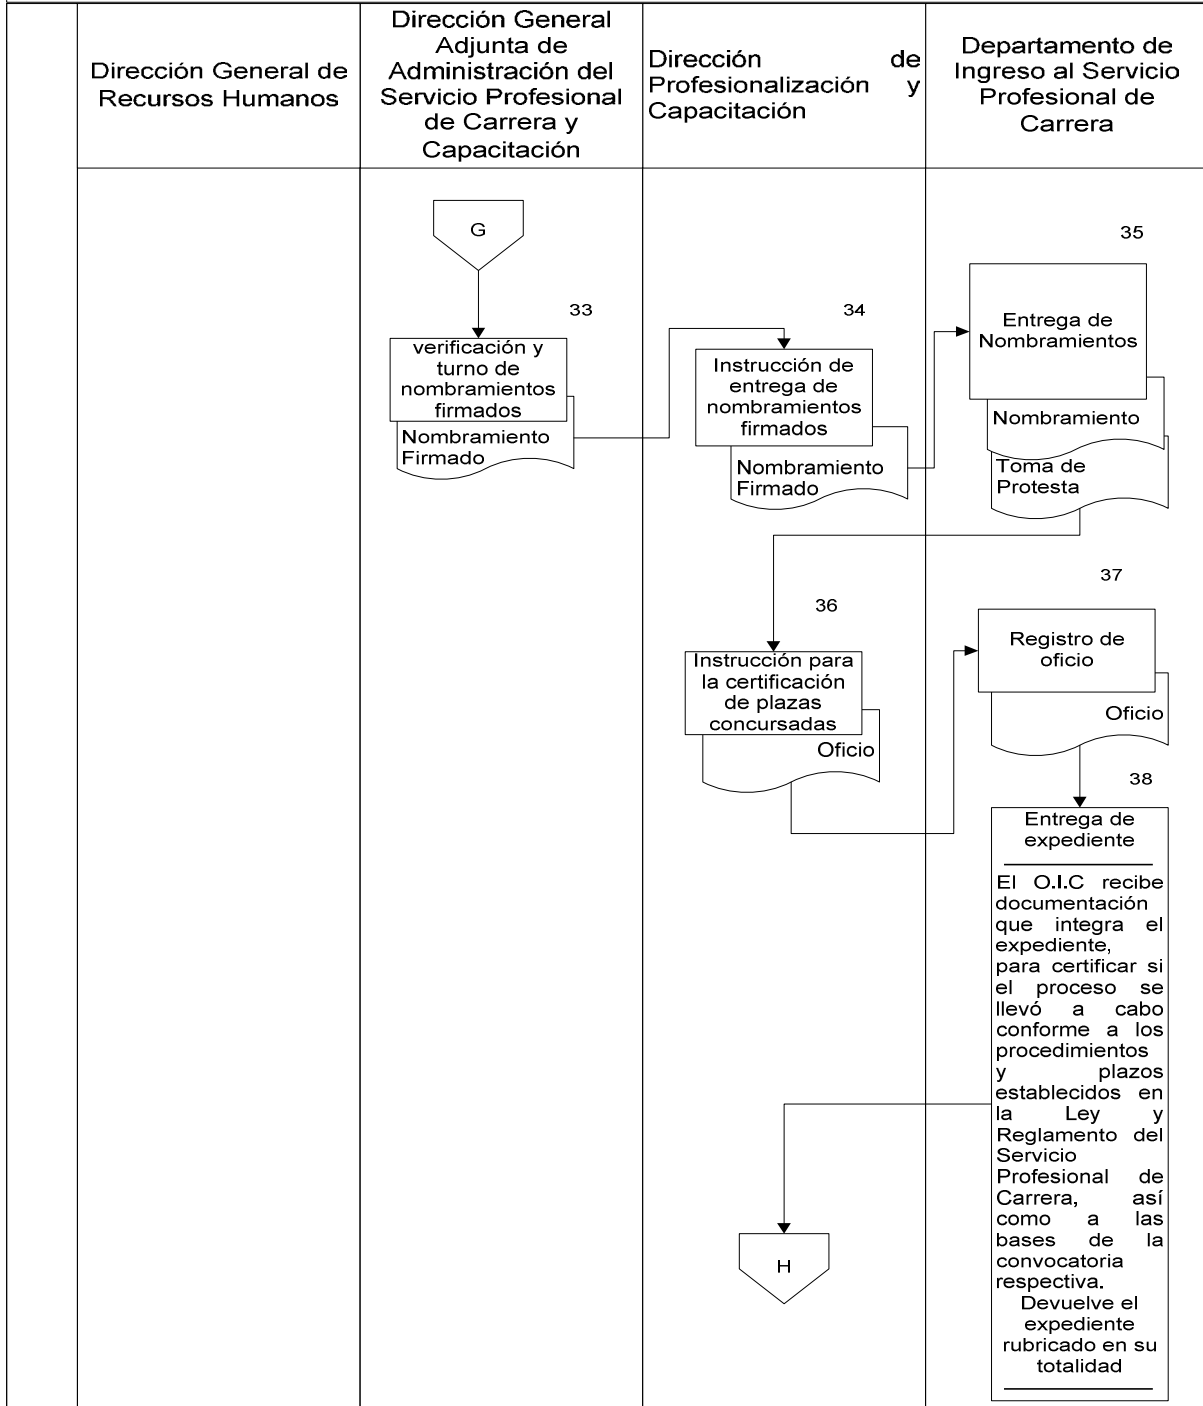 Dirección General de
Recursos Humanos
Dirección General
Adjunta de
Administración del
Servicio Profesional
de Carrera y
Capacitación
Dirección de
Profesionalización y
Capacitación
Departamento de
Ingreso al Servicio
Profesional de
Carrera
G
33
verificación y
turno de
nombramientos
firmados
Nombramiento
Firmado
34
Instrucción de
entrega de
nombramientos
firmados
Nombramiento
Firmado
35
Entrega de
Nombramientos
Nombramiento
Toma de
Protesta
36
Instrucción para
la certificación
de plazas
concursadas
Oficio
37
Registro de
oficio
Oficio
38
Entrega de
expediente
El O.I.C recibe
documentación
que integra el
expediente,
para certificar si
el proceso se
llevó a cabo
conforme a los
procedimientos
y plazos
establecidos en
la Ley y
Reglamento del
Servicio
Profesional de
Carrera, así
como a las
bases de la
convocatoria
respectiva.
Devuelve el
expediente
rubricado en su
totalidad
H